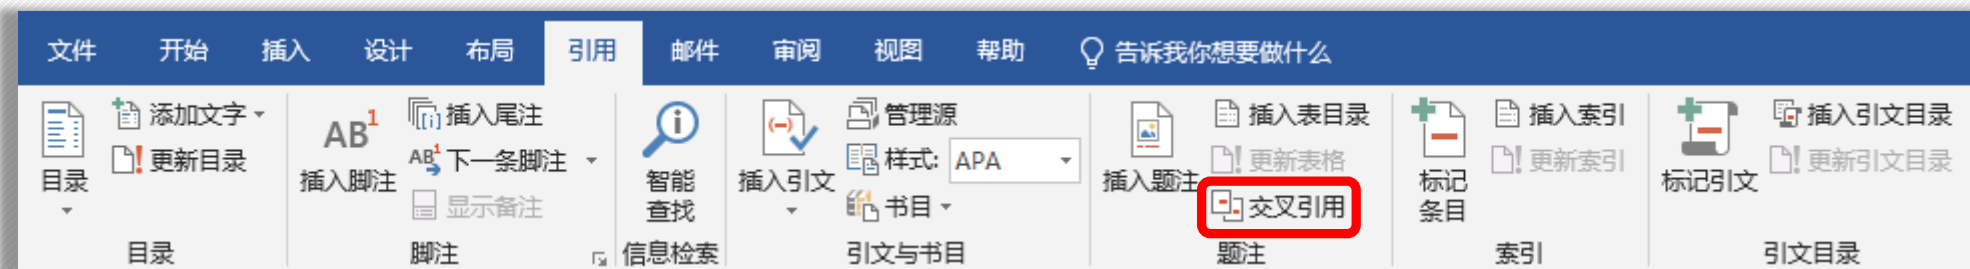 文件 开始 插入 设计 布局 引用 邮件 审阅 视图 帮助 告诉我你想要做什么
目录
添加文字
更新目录
目录
AB1
插入脚注
插入尾注
下一条脚注
显示备注
脚注
智能
查找
信息检索
插入引文
管理源
样式: APA
书目
引文与书目
插入题注
插入表目录
更新表格
交叉引用
题注
标记
条目
插入索引
更新索引
索引
标记引文
插入引文目录
更新引文目录
引文目录